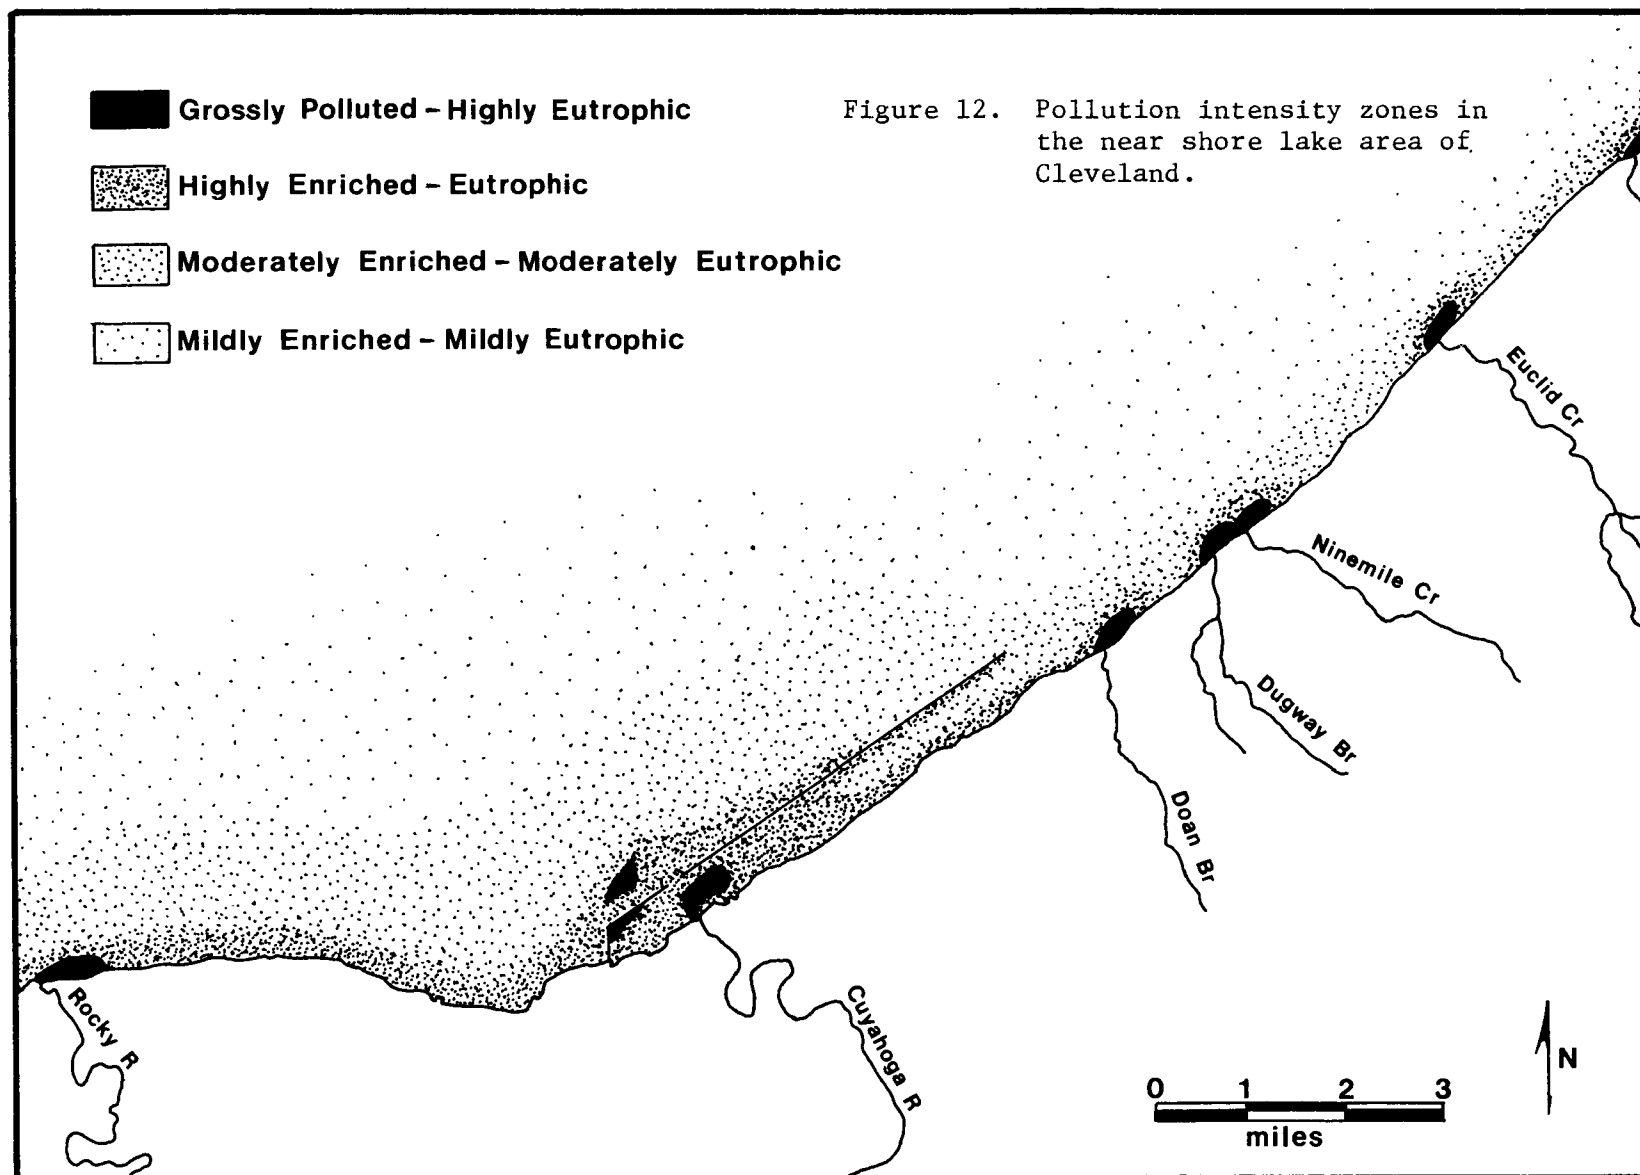 Grossly Polluted – Highly Eutrophic
Highly Enriched – Eutrophic
Moderately Enriched – Moderately Eutrophic
Mildly Enriched – Mildly Eutrophic
Figure 12. Pollution intensity zones in
the near shore lake area of
Cleveland.
Euclid Cr
Ninemile Cr
Dugway Br
Doan Br
Cuyahoga R
Rocky R
N
0 1 2 3
miles